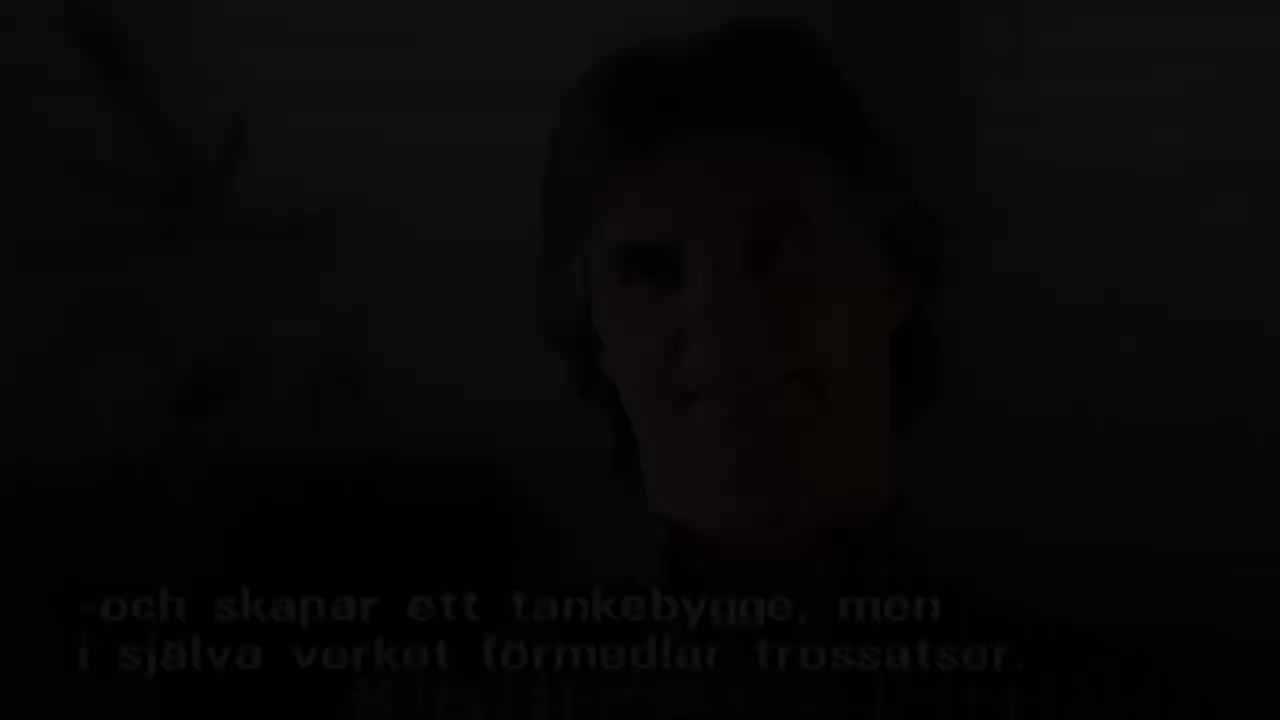 -och skapar ett tankebygge, men
i själva verket förmedlar trossatser.